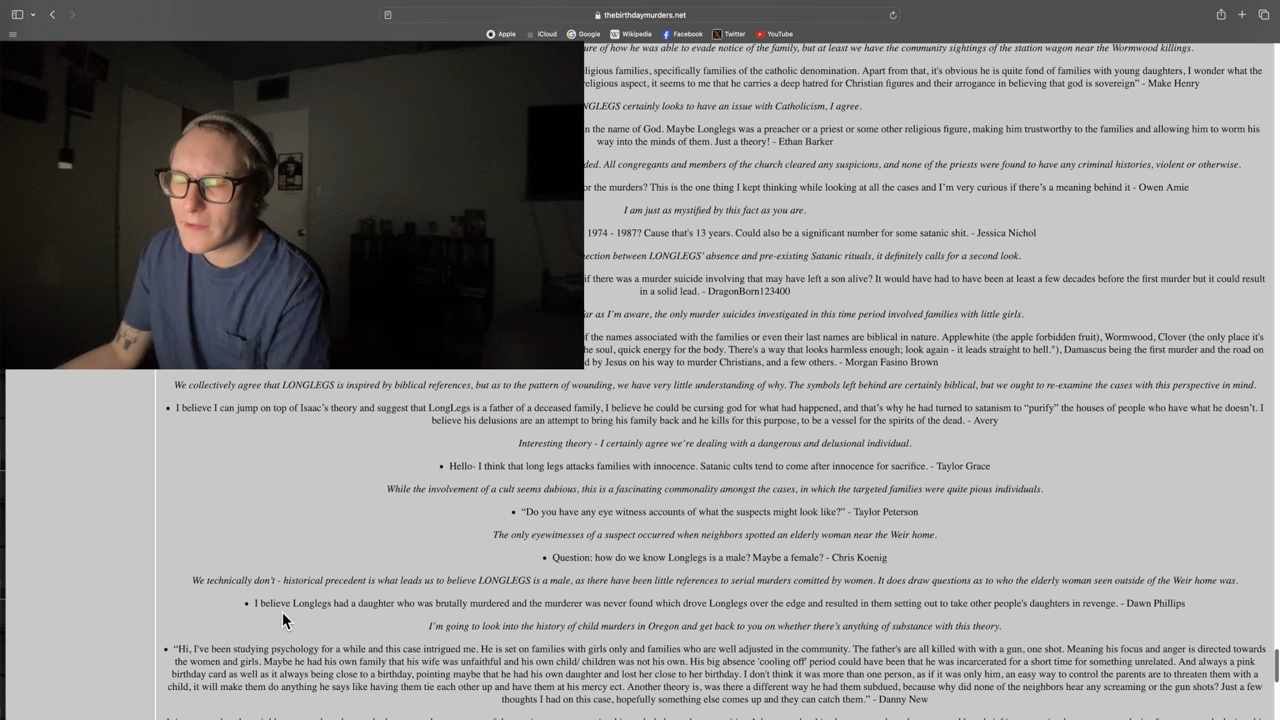 thebirthdaymurders.net
Apple iCloud Google Wikipedia Facebook Twitter YouTube
ure of how he was able to evade notice of the family, but at least we have the community sightings of the station wagon near the Wormwood killings.
ligious families, specifically families of the catholic denomination. Apart from that, it's obvious he is quite fond of families with young daughters, I wonder what the
religious aspect, it seems to me that he carries a deep hatred for Christian figures and their arrogance in believing that god is sovereign” - Make Henry
NGLEGS certainly looks to have an issue with Catholicism, I agree.
n the name of God. Maybe Longlegs was a preacher or a priest or some other religious figure, making him trustworthy to the families and allowing him to worm his
way into the minds of them. Just a theory! - Ethan Barker
ded. All congregants and members of the church cleared any suspicions, and none of the priests were found to have any criminal histories, violent or otherwise.
or the murders? This is the one thing I kept thinking while looking at all the cases and I’m very curious if there’s a meaning behind it - Owen Amie
I am just as mystified by this fact as you are.
1974 - 1987? Cause that's 13 years. Could also be a significant number for some satanic shit. - Jessica Nichol
nection between LONGLEGS’ absence and pre-existing Satanic rituals, it definitely calls for a second look.
if there was a murder suicide involving that may have left a son alive? It would have had to have been at least a few decades before the first murder but it could result
in a solid lead. - DragonBorn123400
far as I’m aware, the only murder suicides investigated in this time period involved families with little girls.
of the names associated with the families or even their last names are biblical in nature. Applewhite (the apple forbidden fruit), Wormwood, Clover (the only place's
he soul, quick energy for the body. There's a way that looks harmless enough; look again - it leads straight to hell."), Damascus being the first murder and the road on
d by Jesus on his way to murder Christians, and a few others. - Morgan Fasino Brown
We collectively agree that LONGLEGS is inspired by biblical references, but as to the pattern of wounding, we have very little understanding of why. The symbols left behind are certainly biblical, but we ought to re-examine the cases with this perspective in mind.
• I believe I can jump on top of Isaac’s theory and suggest that LongLegs is a father of a deceased family, I believe he could be cursing god for what had happened, and that’s why he had turned to satanism to “purify” the houses of people who have what he doesn’t. I
believe his delusions are an attempt to bring his family back and he kills for this purpose, to be a vessel for the spirits of the dead. - Avery
Interesting theory - I certainly agree we’re dealing with a dangerous and delusional individual.
• Hello- I think that long legs attacks families with innocence. Satanic cults tend to come after innocence for sacrifice. - Taylor Grace
While the involvement of a cult seems dubious, this is a fascinating commonality amongst the cases, in which the targeted families were quite pious individuals.
• “Do you have any eye witness accounts of what the suspects might look like?” - Taylor Peterson
The only eyewitnesses of a suspect occurred when neighbors spotted an elderly woman near the Weir home.
• Question: how do we know Longlegs is a male? Maybe a female? - Chris Koenig
We technically don’t - historical precedent is what leads us to believe LONGLEGS is a male, as there have been little references to serial murders comitted by women. It does draw questions as to who the elderly woman seen outside of the Weir home was.
• I believe Longlegs had a daughter who was brutally murdered and the murderer was never found which drove Longlegs over the edge and resulted in them setting out to take other people's daughters in revenge. - Dawn Phillips
I’m going to look into the history of child murders in Oregon and get back to you on whether there’s anything of substance with this theory.
• “Hi, I've been studying psychology for a while and this case intrigued me. He is set on families with girls only and families who are well adjusted in the community. The father's are all killed with with a gun, one shot. Meaning his focus and anger is directed towards
the women and girls. Maybe he had his own family that his wife was unfaithful and his own child/ children was not his own. His big absence 'cooling off' period could have been that he was incarcerated for a short time for something unrelated. And always a pink
birthday card as well as it always being close to a birthday, pointing maybe that he had his own daughter and lost her close to her birthday. I don't think it was more than one person, as if it was only him, an easy way to control the parents are to threaten them with a
child, it will make them do anything he says like having them tie each other up and have them at his mercy ect. Another theory is, was there a different way he had them subdued, because why did none of the neighbors hear any screaming or the gun shots? Just a few
thoughts I had on this case, hopefully something else comes up and they can catch them.” - Danny New